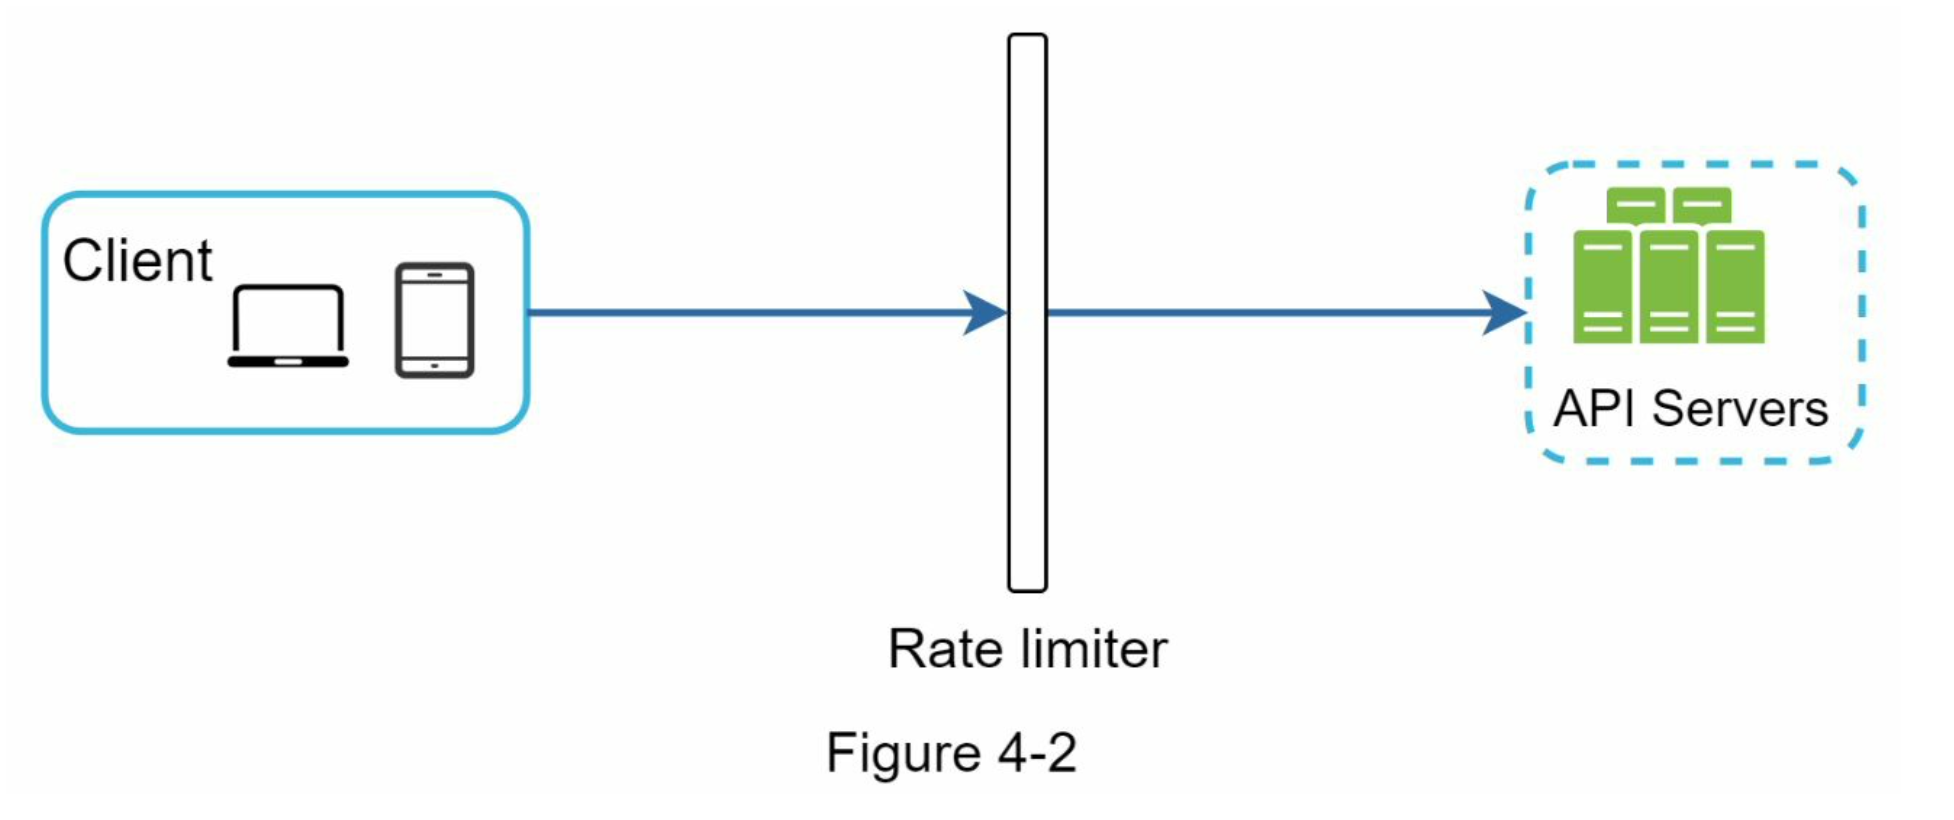 Client
API Servers
Rate limiter
Figure 4-2